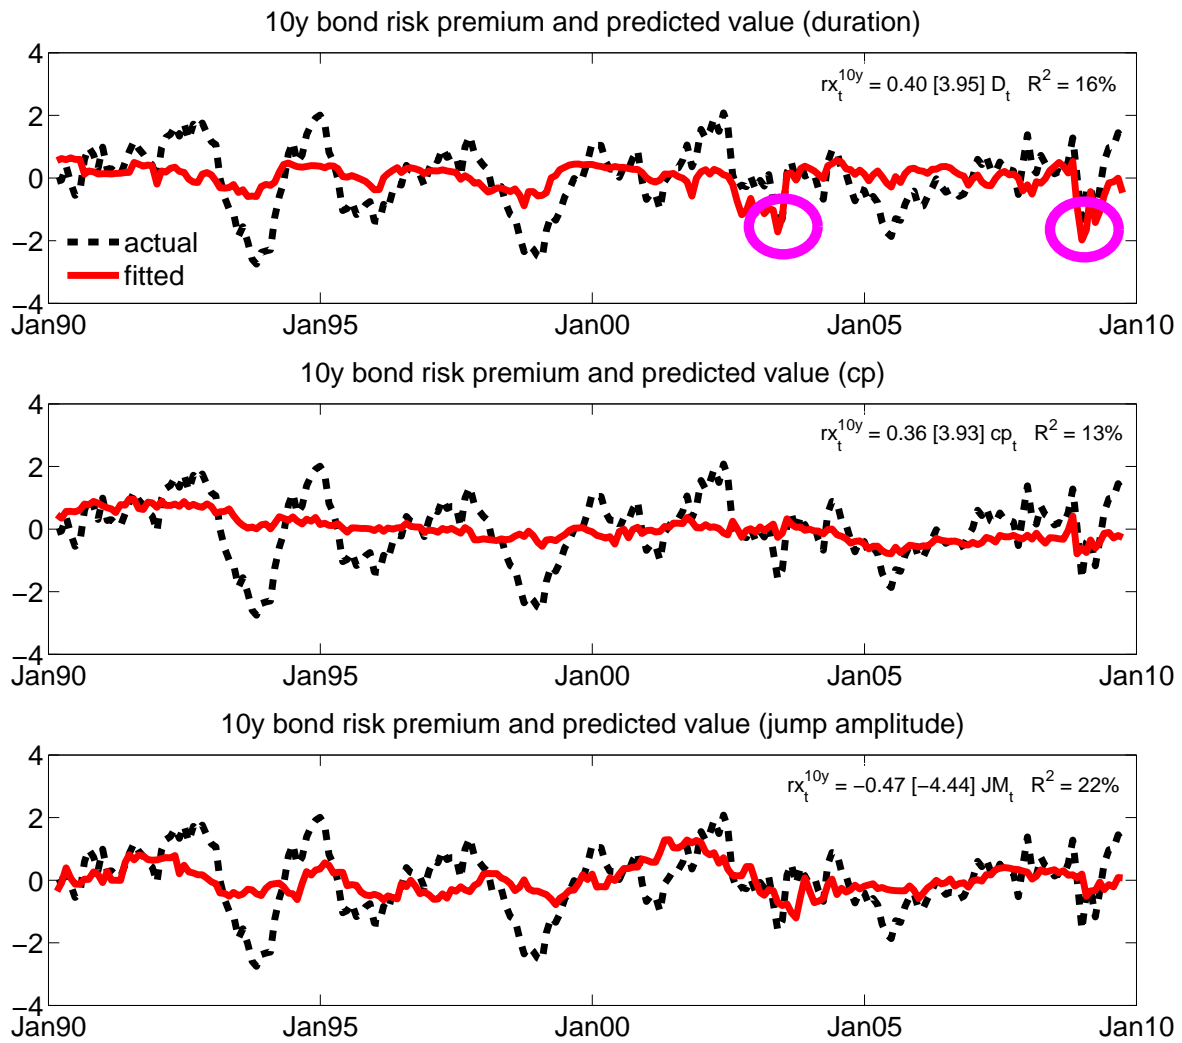 10y bond risk premium and predicted value (duration)
4
rx_t^10y = 0.40 [3.95] D_t R^2 = 16%
2
0
−2
actual
fitted
−4
Jan90 Jan95 Jan00 Jan05 Jan10
10y bond risk premium and predicted value (cp)
4
rx_t^10y = 0.36 [3.93] cp_t R^2 = 13%
2
0
−2
−4
Jan90 Jan95 Jan00 Jan05 Jan10
10y bond risk premium and predicted value (jump amplitude)
4
rx_t^10y = −0.47 [−4.44] JM_t R^2 = 22%
2
0
−2
−4
Jan90 Jan95 Jan00 Jan05 Jan10